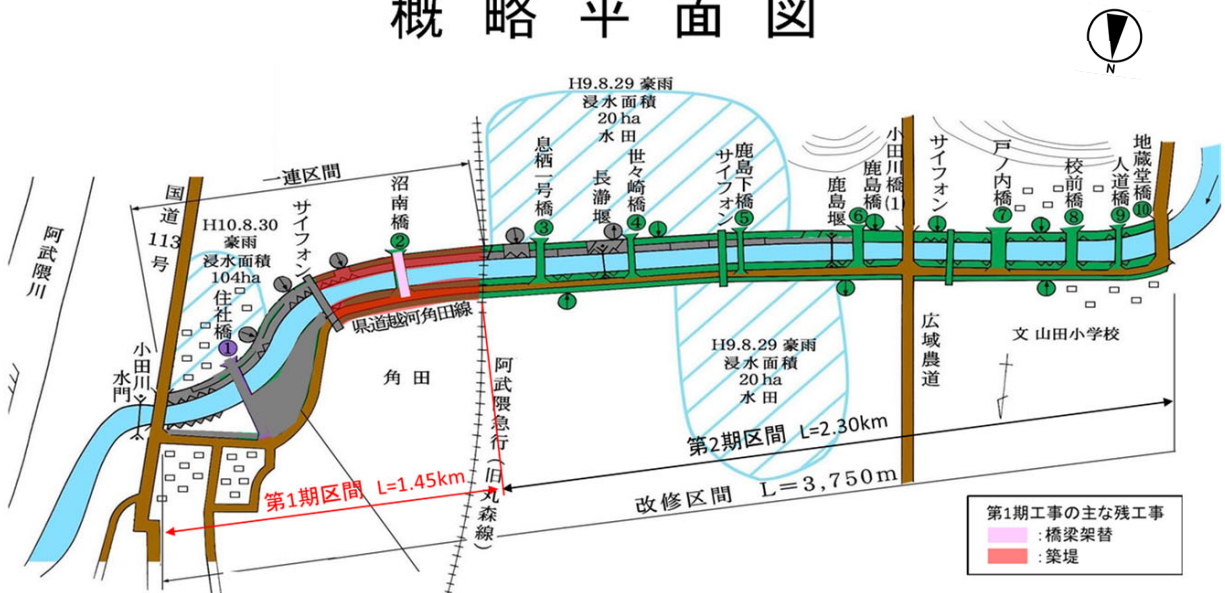 概略平面図
N
H9.8.29 豪雨
浸水面積
20 ha
水田
一連区間
国道113号
阿武隈川
H10.8.30
豪雨
浸水面積
104ha
サイフォン
沼南橋
2
住社橋
1
小田川
水門
県道越河角田線
角田
息栖一号橋
3
長瀞堰
世々崎橋
4
サイフォン
鹿島下橋
5
鹿島堰
鹿島橋
6
小田川橋(1)
サイフォン
戸ノ内橋
7
校前橋
8
人道橋
9
地蔵堂橋
10
H9.8.29 豪雨
浸水面積
20 ha
水田
広域農道
文 山田小学校
阿武隈急行(旧丸森線)
第1期区間 L=1.45km
第2期区間 L=2.30km
改修区間 L=3,750m
第1期工事の主な残工事
:橋梁架替
:築堤